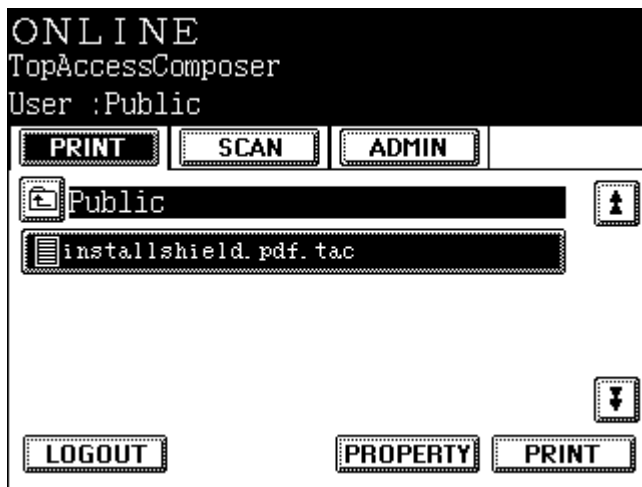 ONLINE
TopAccessComposer
User :Public
PRINT SCAN ADMIN
Public
installshield.pdf.tac
LOGOUT PROPERTY PRINT